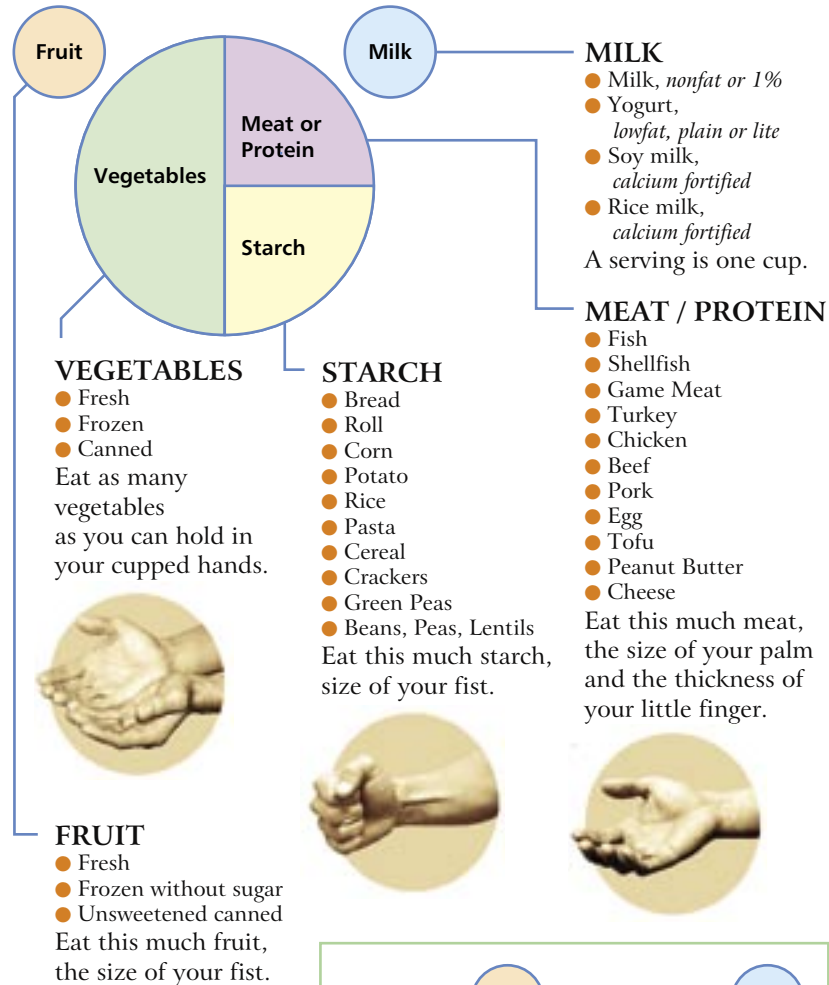 Fruit
Milk
Vegetables
Meat or
Protein
Starch
MILK
Milk, nonfat or 1%
Yogurt,
lowfat, plain or lite
Soy milk,
calcium fortified
Rice milk,
calcium fortified
A serving is one cup.
MEAT / PROTEIN
Fish
Shellfish
Game Meat
Turkey
Chicken
Beef
Pork
Egg
Tofu
Peanut Butter
Cheese
Eat this much meat,
the size of your palm
and the thickness of
your little finger.
VEGETABLES
Fresh
Frozen
Canned
Eat as many
vegetables
as you can hold in
your cupped hands.
STARCH
Bread
Roll
Corn
Potato
Rice
Pasta
Cereal
Crackers
Green Peas
Beans, Peas, Lentils
Eat this much starch,
size of your fist.
FRUIT
Fresh
Frozen without sugar
Unsweetened canned
Eat this much fruit,
the size of your fist.